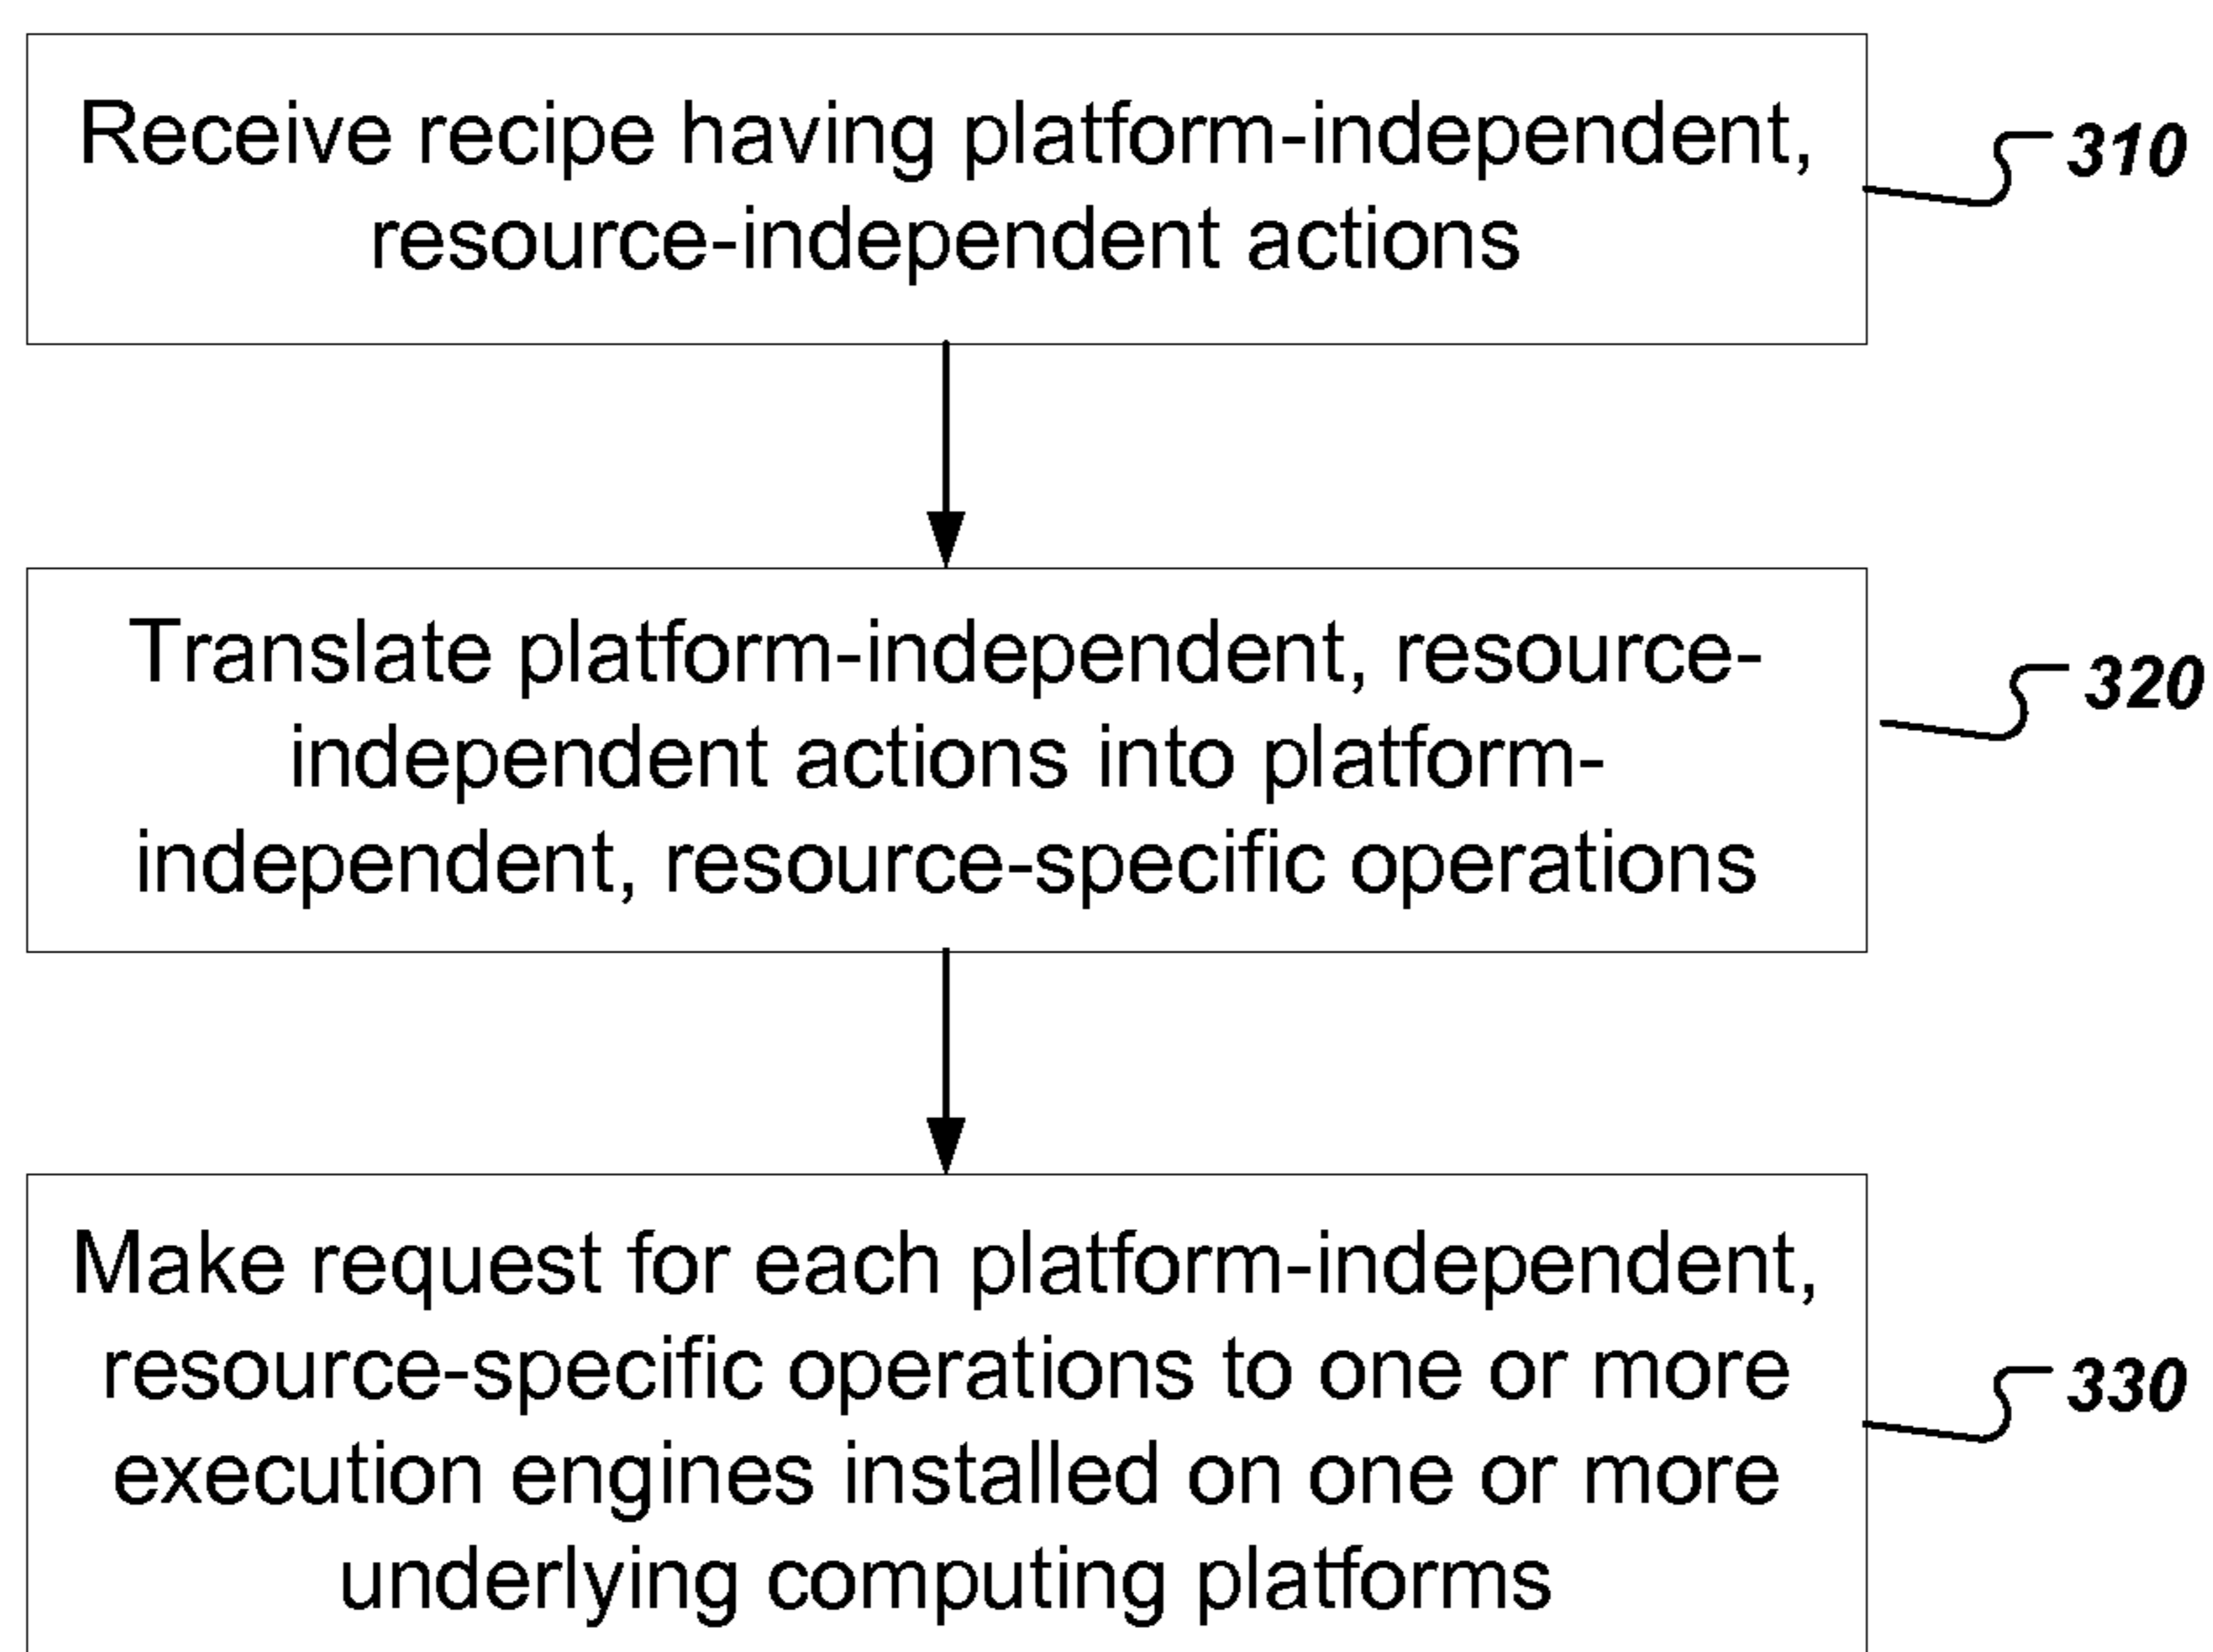 Receive recipe having platform-independent,
resource-independent actions
310
Translate platform-independent, resource-
independent actions into platform-
independent, resource-specific operations
320
Make request for each platform-independent,
resource-specific operations to one or more
execution engines installed on one or more
underlying computing platforms
330